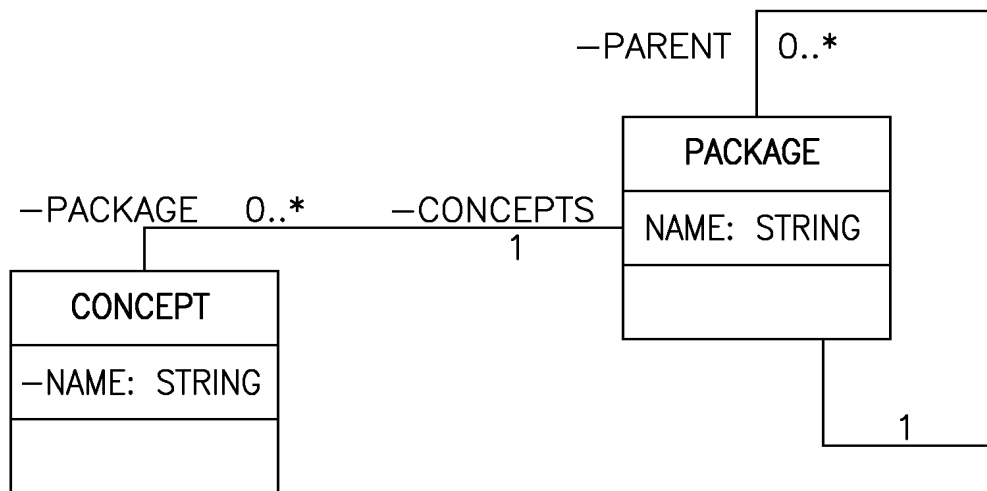 —PARENT 0..*
PACKAGE
NAME: STRING
—PACKAGE 0..* —CONCEPTS
1
CONCEPT
—NAME: STRING
1